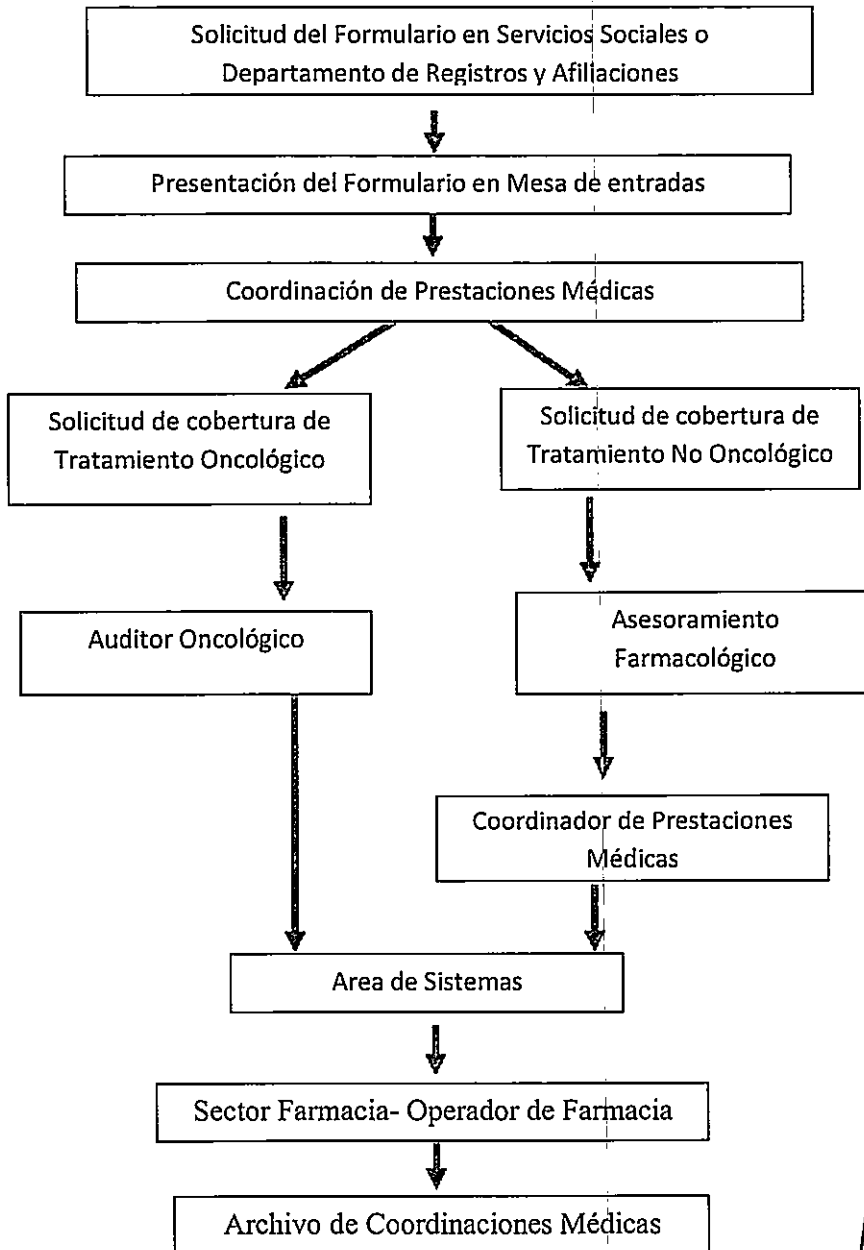 Solicitud del Formulario en Servicios Sociales o
Departamento de Registros y Afiliaciones
Presentación del Formulario en Mesa de entradas
Coordinación de Prestaciones Médicas
Solicitud de cobertura de
Tratamiento Oncológico
Solicitud de cobertura de
Tratamiento No Oncológico
Auditor Oncológico
Asesoramiento
Farmacológico
Coordinador de Prestaciones
Médicas
Area de Sistemas
Sector Farmacia- Operador de Farmacia
Archivo de Coordinaciones Médicas